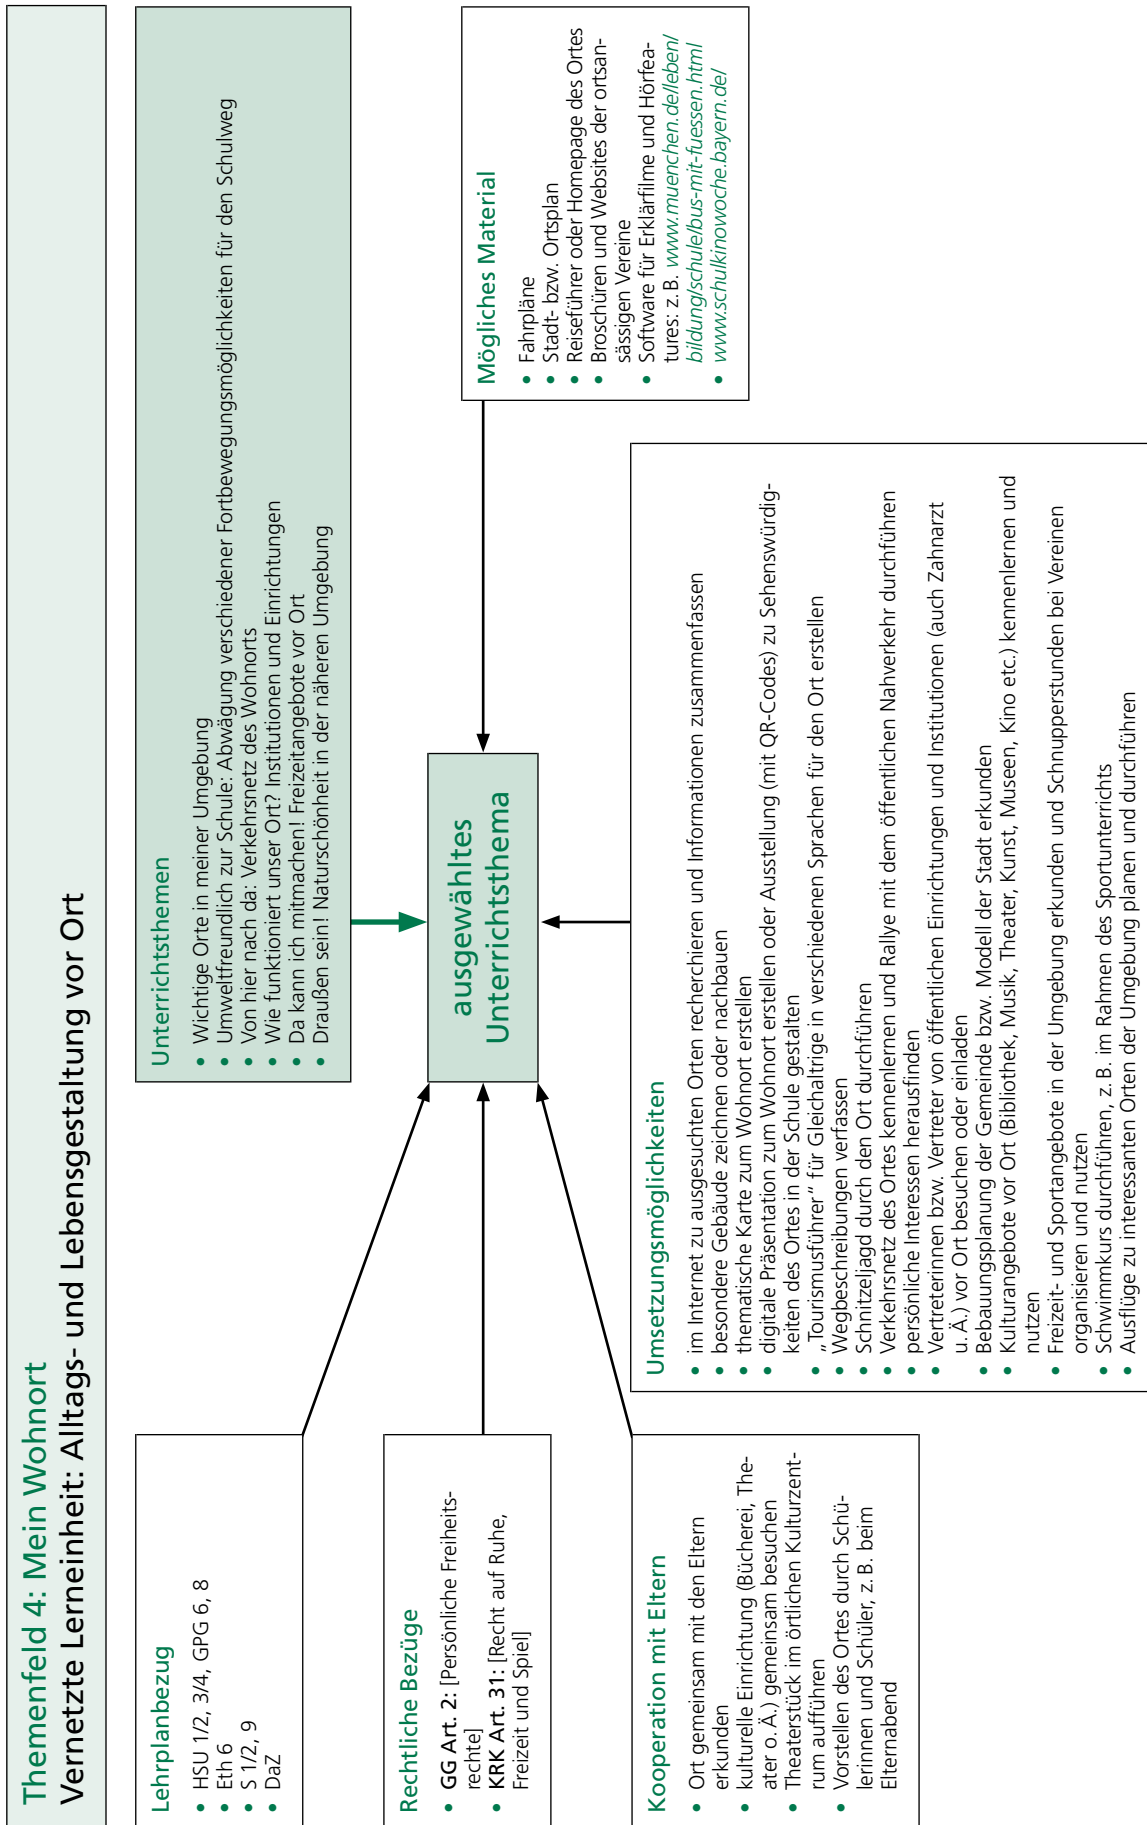 Themenfeld 4: Mein Wohnort
Vernetzte Lerneinheit: Alltags- und Lebensgestaltung vor Ort
Lehrplanbezug
• HSU 1/2, 3/4, GPG 6, 8
• Eth 6
• S 1/2, 9
• DaZ
Unterrichtsthemen
• Wichtige Orte in meiner Umgebung
• Umweltfreundlich zur Schule: Abwägung verschiedener Fortbewegungsmöglichkeiten für den Schulweg
• Von hier nach da: Verkehrsnetz des Wohnorts
• Wie funktioniert unser Ort? Institutionen und Einrichtungen
• Da kann ich mitmachen! Freizeitangebote vor Ort
• Draußen sein! Naturschönheit in der näheren Umgebung
Rechtliche Bezüge
• GG Art. 2: [Persönliche Freiheits-
rechte]
• KRK Art. 31: [Recht auf Ruhe,
Freizeit und Spiel]
ausgewähltes
Unterrichtsthema
Mögliches Material
• Fahrpläne
• Stadt- bzw. Ortsplan
• Reiseführer oder Homepage des Ortes
• Broschüren und Websites der ortsan-
sässigen Vereine
• Software für Erklärfilme und Hörfea-
tures: z. B. www.muenchen.de/leben/
bildung/schule/bus-mit-fuessen.html
• www.schulkinowoche.bayern.de/
Kooperation mit Eltern
• Ort gemeinsam mit den Eltern
erkunden
• kulturelle Einrichtung (Bücherei, The-
ater o. Ä.) gemeinsam besuchen
• Theaterstück im örtlichen Kulturzent-
rum aufführen
• Vorstellen des Ortes durch Schü-
lerinnen und Schüler, z. B. beim
Elternabend
Umsetzungsmöglichkeiten
• im Internet zu ausgesuchten Orten recherchieren und Informationen zusammenfassen
• besondere Gebäude zeichnen oder nachbauen
• thematische Karte zum Wohnort erstellen
• digitale Präsentation zum Wohnort erstellen oder Ausstellung (mit QR-Codes) zu Sehenswürdig-
keiten des Ortes in der Schule gestalten
• „Tourismusführer“ für Gleichaltrige in verschiedenen Sprachen für den Ort erstellen
• Wegbeschreibungen verfassen
• Schnitzeljagd durch den Ort durchführen
• Verkehrsnetz des Ortes kennenlernen und Rallye mit dem öffentlichen Nahverkehr durchführen
• persönliche Interessen herausfinden
• Vertreterinnen bzw. Vertreter von öffentlichen Einrichtungen und Institutionen (auch Zahnarzt
u. Ä.) vor Ort besuchen oder einladen
• Bebauungsplanung der Gemeinde bzw. Modell der Stadt erkunden
• Kulturangebote vor Ort (Bibliothek, Musik, Theater, Kunst, Museen, Kino etc.) kennenlernen und
nutzen
• Freizeit- und Sportangebote in der Umgebung erkunden und Schnupperstunden bei Vereinen
organisieren und nutzen
• Schwimmkurs durchführen, z. B. im Rahmen des Sportunterrichts
• Ausflüge zu interessanten Orten der Umgebung planen und durchführen